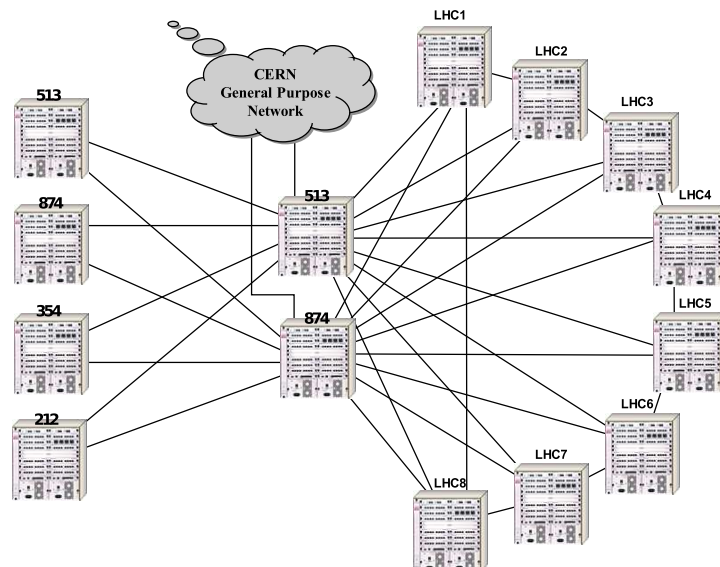 LHC1
LHC2
CERN
General Purpose
Network
513
LHC3
874
513
LHC4
354
874
LHC5
212
LHC6
LHC7
LHC8